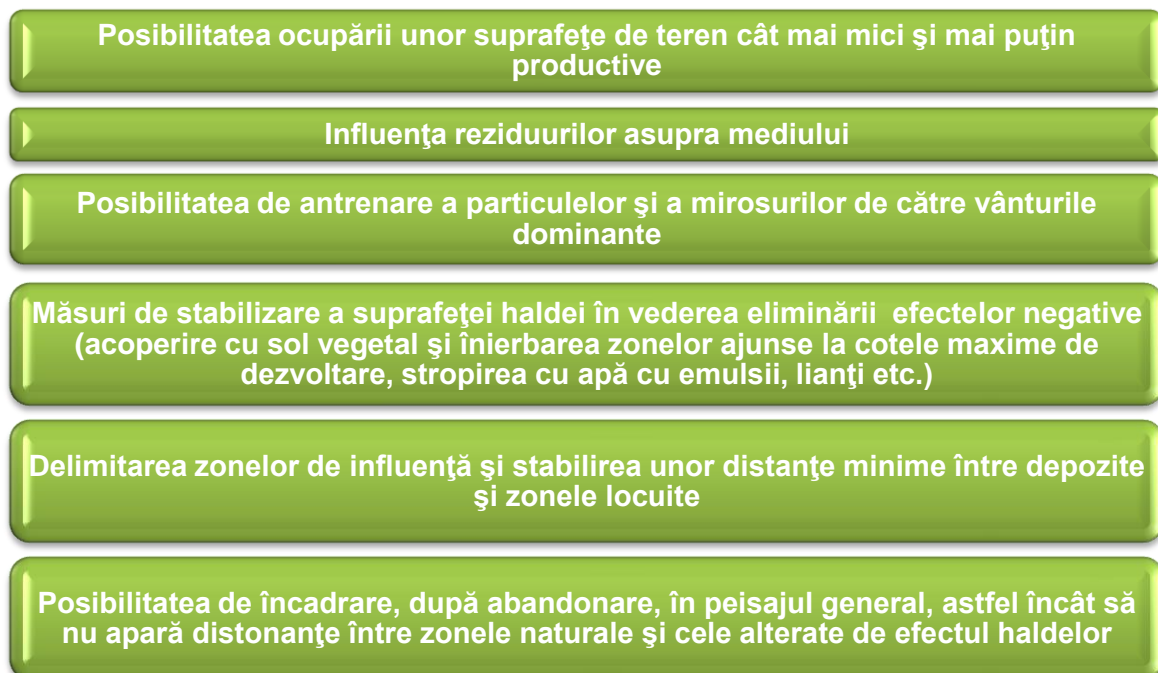 Posibilitatea ocupării unor suprafeţe de teren cât mai mici şi mai puţin
productive
Influenţa reziduurilor asupra mediului
Posibilitatea de antrenare a particulelor şi a mirosurilor de către vânturile
dominante
Măsuri de stabilizare a suprafeţei haldei în vederea eliminării efectelor negative
(acoperire cu sol vegetal şi înierbarea zonelor ajunse la cotele maxime de
dezvoltare, stropirea cu apă cu emulsii, lianţi etc.)
Delimitarea zonelor de influenţă şi stabilirea unor distanţe minime între depozite
şi zonele locuite
Posibilitatea de încadrare, după abandonare, în peisajul general, astfel încât să
nu apară distonanţe între zonele naturale şi cele alterate de efectul haldelor